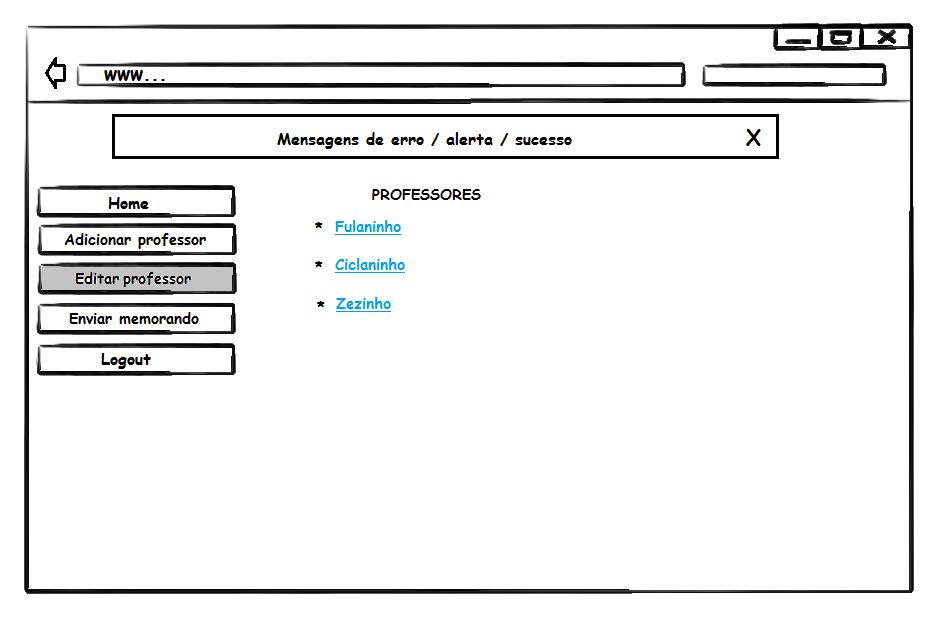 WWW...
Mensagens de erro / alerta / sucesso X
Home
Adicionar professor
Editar professor
Enviar memorando
Logout
PROFESSORES
* Fulaninho
* Ciclaninho
* Zezinho